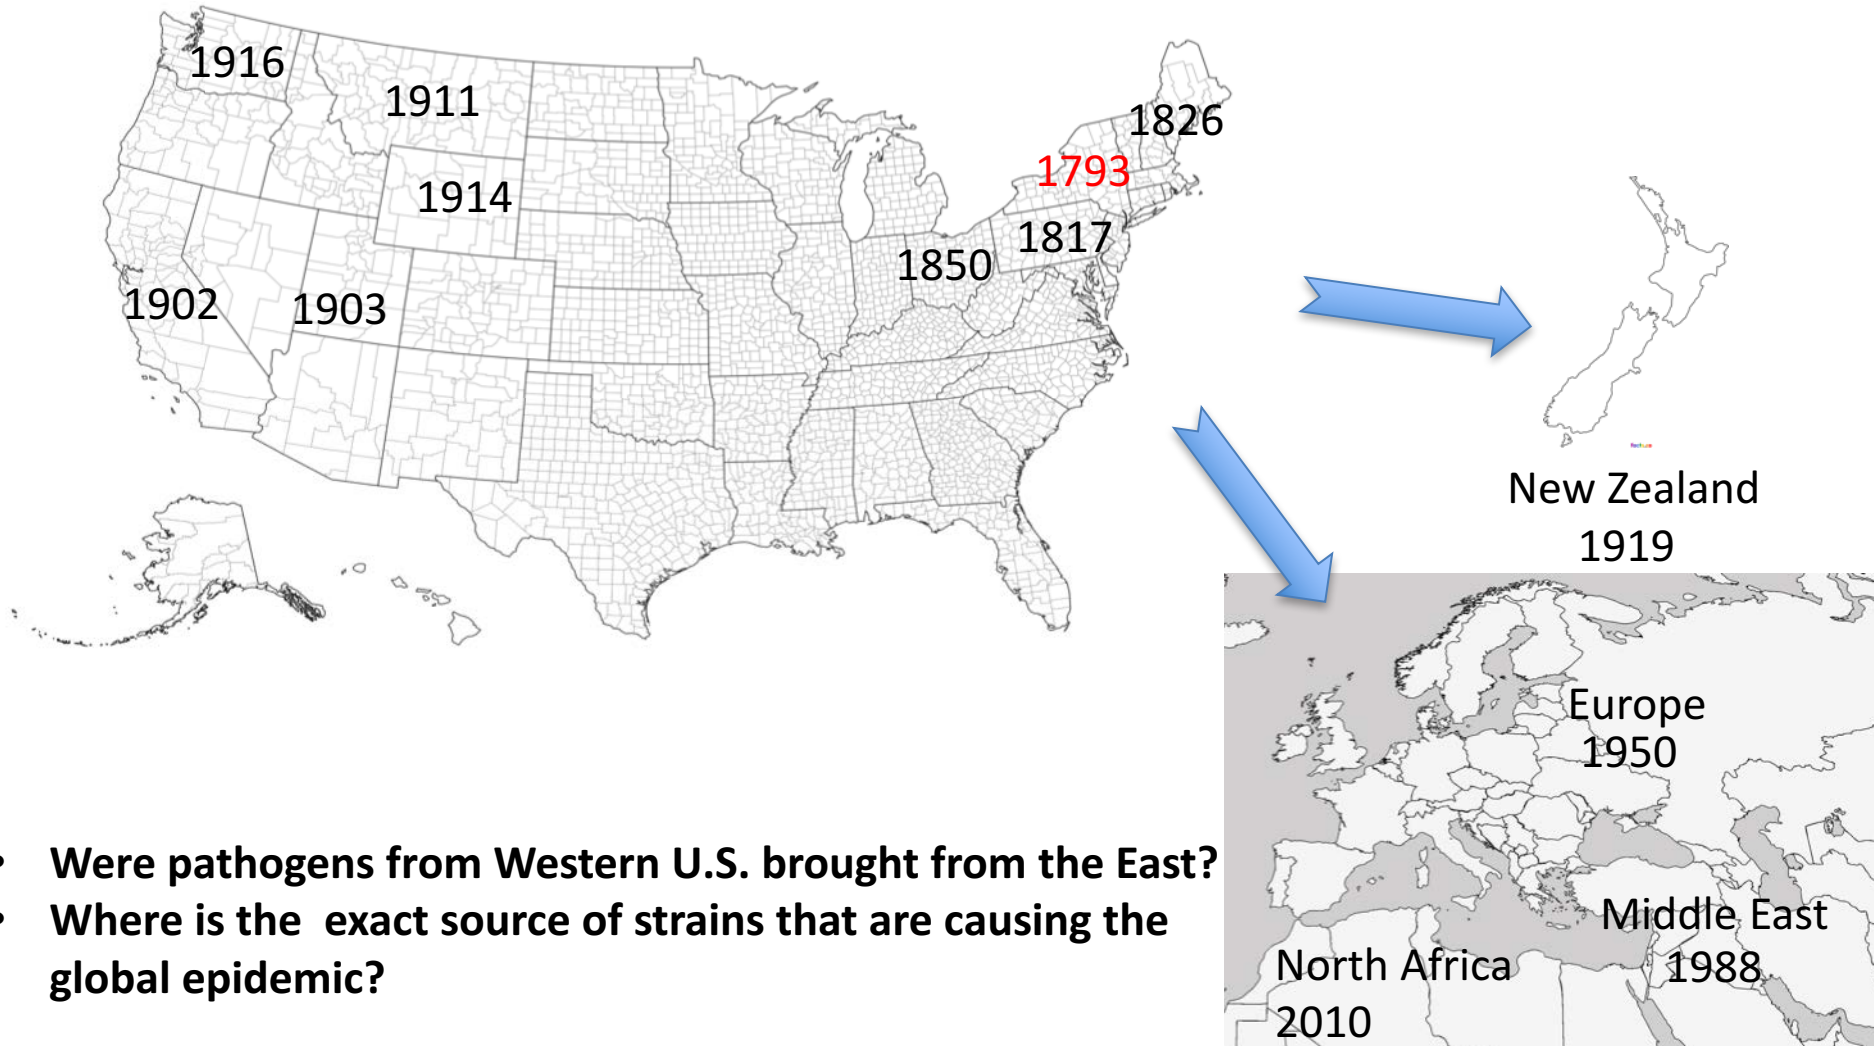 1916
1911
1826
1793
1914
1817
1850
1902
1903
New Zealand
1919
Europe
1950
Middle East
1988
North Africa
2010
• Were pathogens from Western U.S. brought from the East?
• Where is the exact source of strains that are causing the
global epidemic?